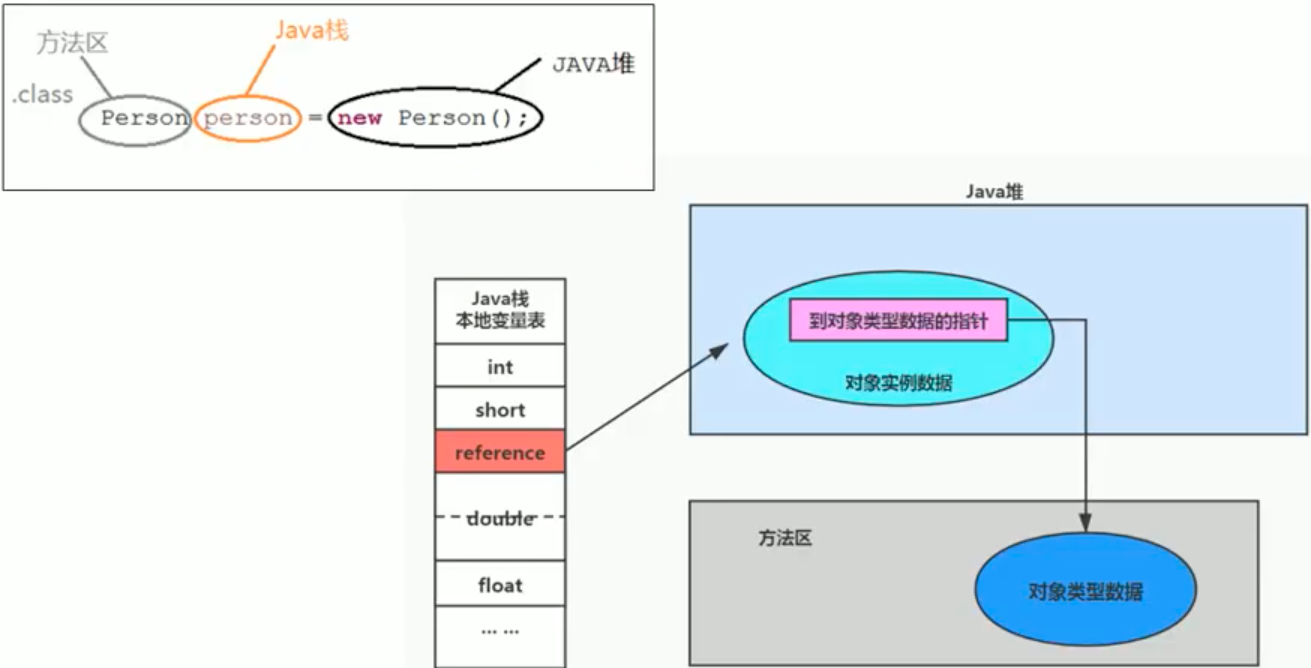 方法区
Java栈
JAVA堆
.class
Person person = new Person();
Java堆
Java栈
本地变量表
int
short
reference
double
float
... ...
到对象类型数据的指针
对象实例数据
方法区
对象类型数据